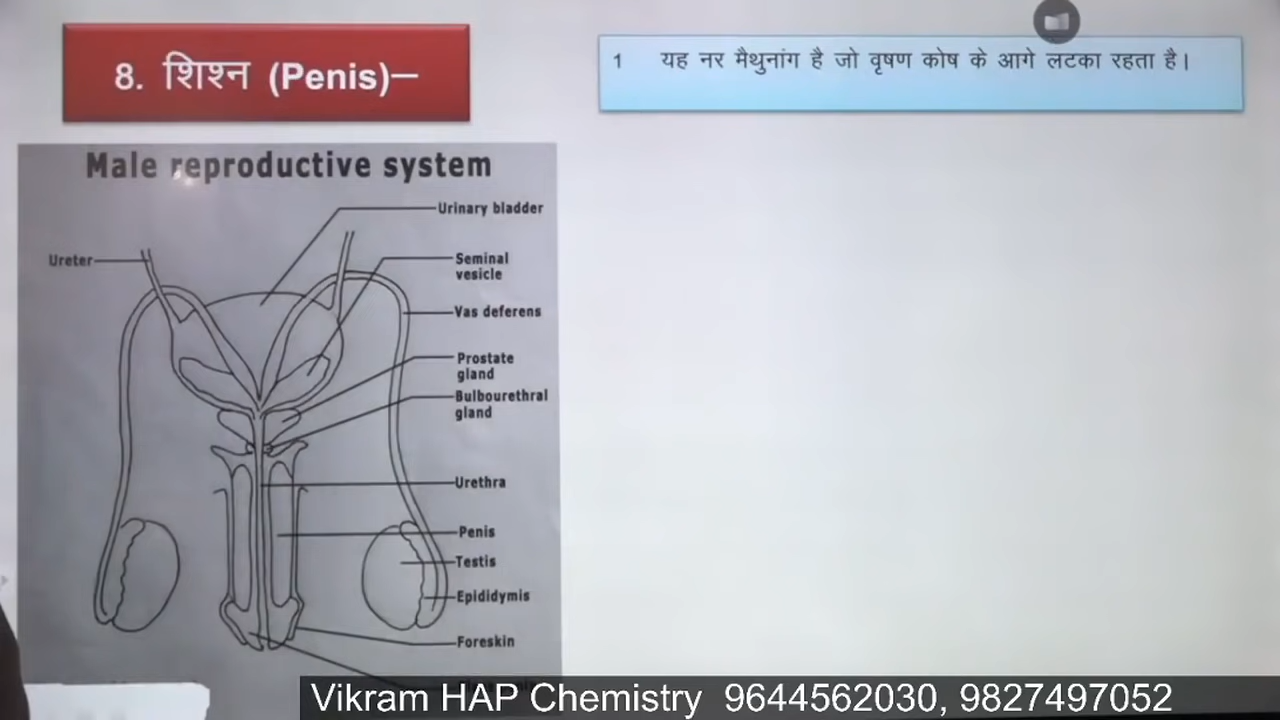 8. शिश्न (Penis)–
1 यह नर मैथुनांग है जो वृषण कोष के आगे लटका रहता है।
Male reproductive system
Urinary bladder
Ureter
Seminal
vesicle
Vas deferens
Prostate
gland
Bulbourethral
gland
Urethra
Penis
Testis
Epididymis
Foreskin
Vikram HAP Chemistry 9644562030, 9827497052